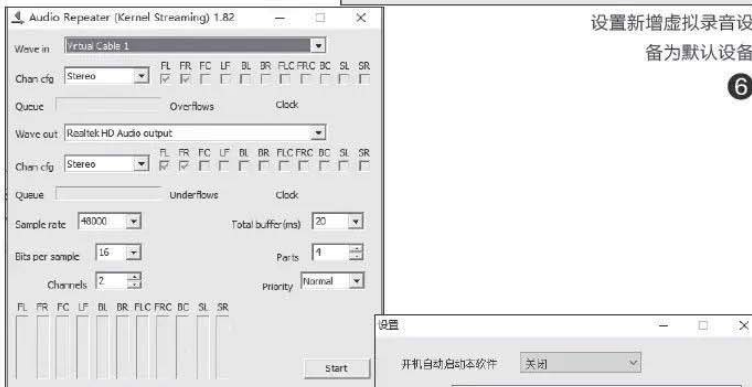 Audio Repeater (Kernel Streaming) 1.82
Wave in Virtual Cable 1
FL FR FC LF BL BR FLC FRC BC SL SR
Chan cfg Stereo
Queue Overflows Clock
Wave out Realtek HD Audio output
FL FR FC LF BL BR FLC FRC BC SL SR
Chan cfg Stereo
Queue Underflows Clock
Sample rate 48000 Total buffer(ms) 20
Bits per sample 16 Parts 4
Channels 2 Priority Normal
FL FR FC LF BL BR FLC FRC BC SL SR
Start
设置新增虚拟录音设
备为默认设备
6
设置
开机自动启动本软件 关闭